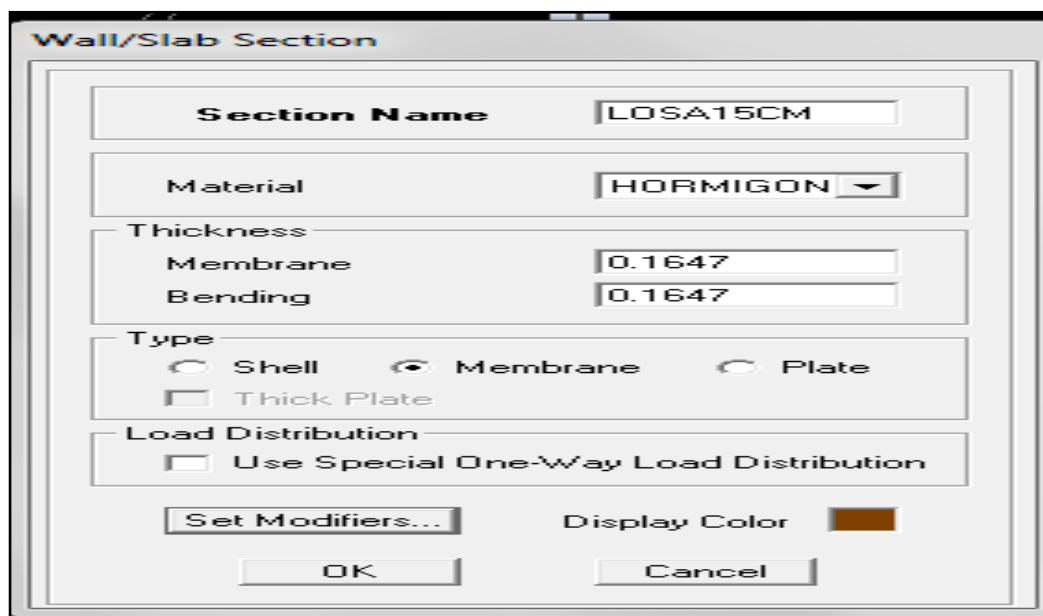 Wall/Slab Section
Section Name LOSA15CM
Material HORMIGON
Thickness
Membrane 0.1647
Bending 0.1647
Type
Shell Membrane Plate
Thick Plate
Load Distribution
Use Special One-Way Load Distribution
Set Modifiers... Display Color
OK Cancel